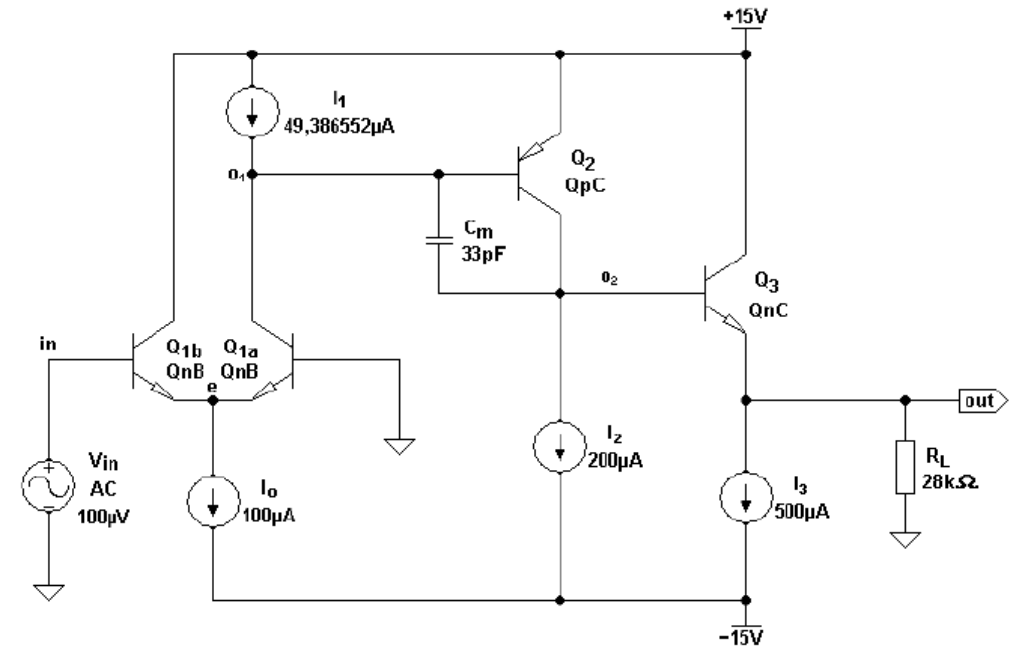 +15V
I1
49,386552µA
o1
Q2
QpC
Cm
33pF
o2
Q3
QnC
in
Q1b Q1a
QnB QnB
e
out
Vin
AC
100µV
Io
100µA
I2
200µA
I3
500µA
RL
28kΩ
−15V